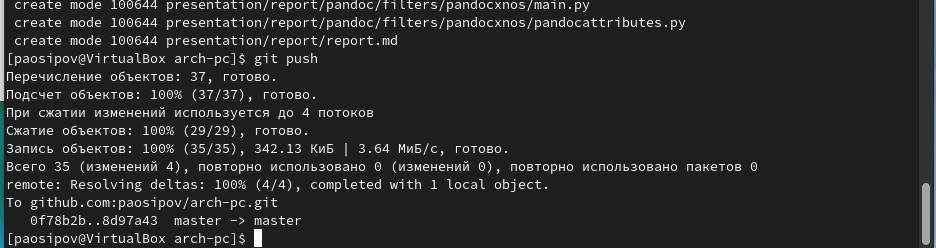 create mode 100644 presentation/report/pandoc/filters/pandocxnos/main.py
create mode 100644 presentation/report/pandoc/filters/pandocattributes.py
create mode 100644 presentation/report/report.md
[paosipov@VirtualBox arch-pc]$ git push
Перечисление объектов: 37, готово.
Подсчет объектов: 100% (37/37), готово.
При сжатии изменений используется до 4 потоков
Сжатие объектов: 100% (29/29), готово.
Запись объектов: 100% (35/35), 342.13 КиБ | 3.64 МиБ/с, готово.
Всего 35 (изменений 4), повторно использовано 0 (изменений 0), повторно использовано пакетов 0
remote: Resolving deltas: 100% (4/4), completed with 1 local object.
To github.com:paosipov/arch-pc.git
0f78b2b..8d97a43  master -> master
[paosipov@VirtualBox arch-pc]$